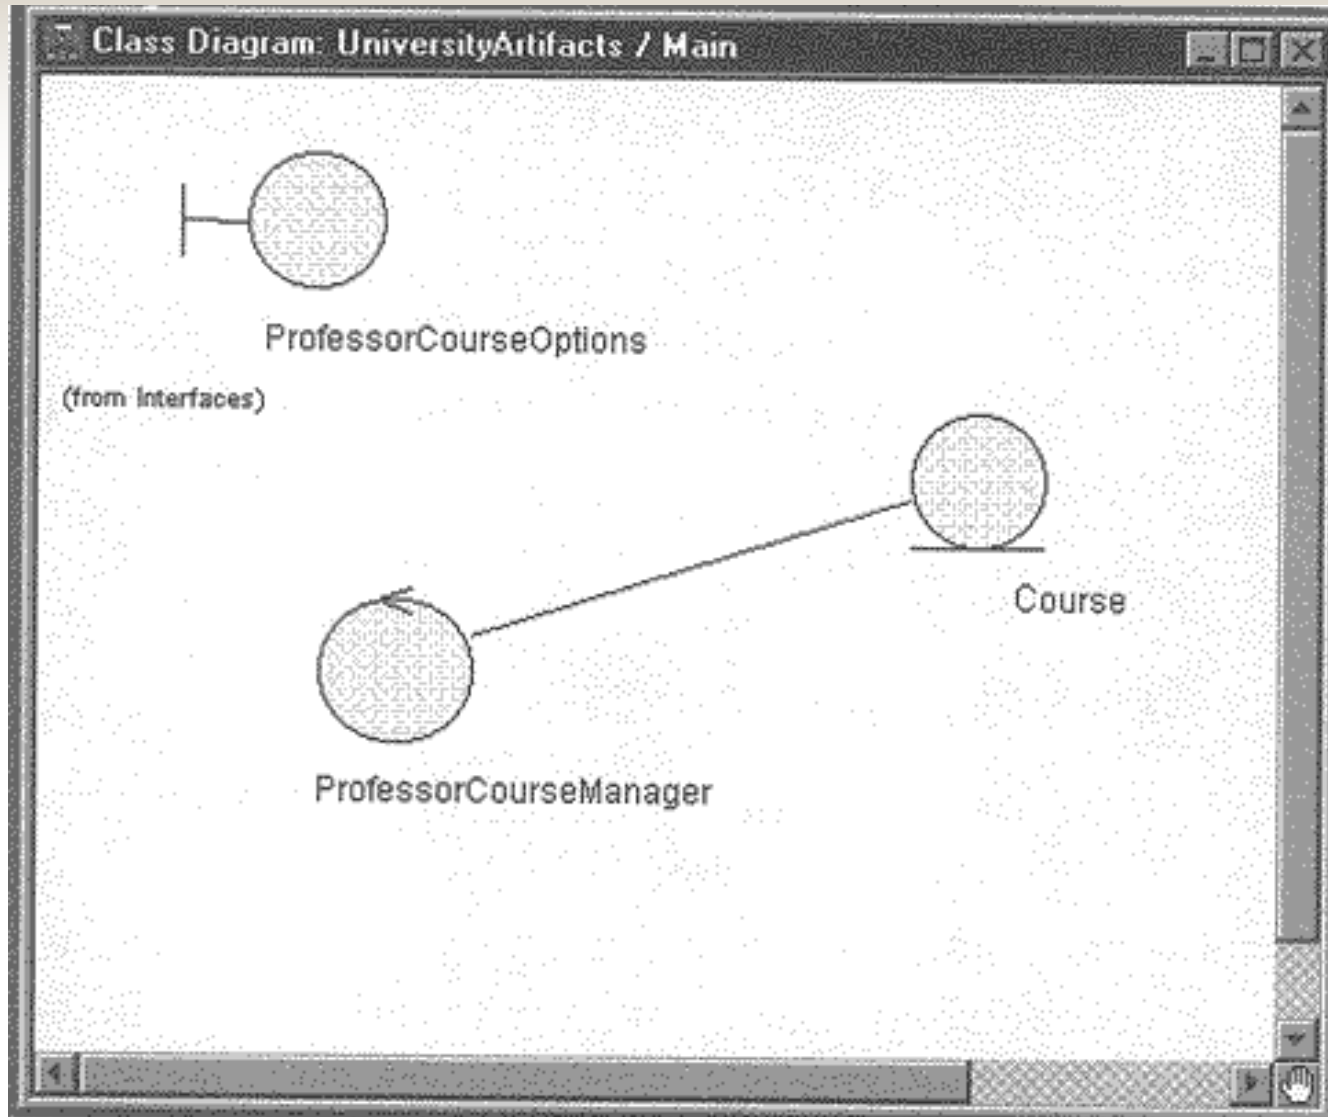 Class Diagram: UniversityArtifacts / Main
ProfessorCourseOptions
(from Interfaces)
Course
ProfessorCourseManager